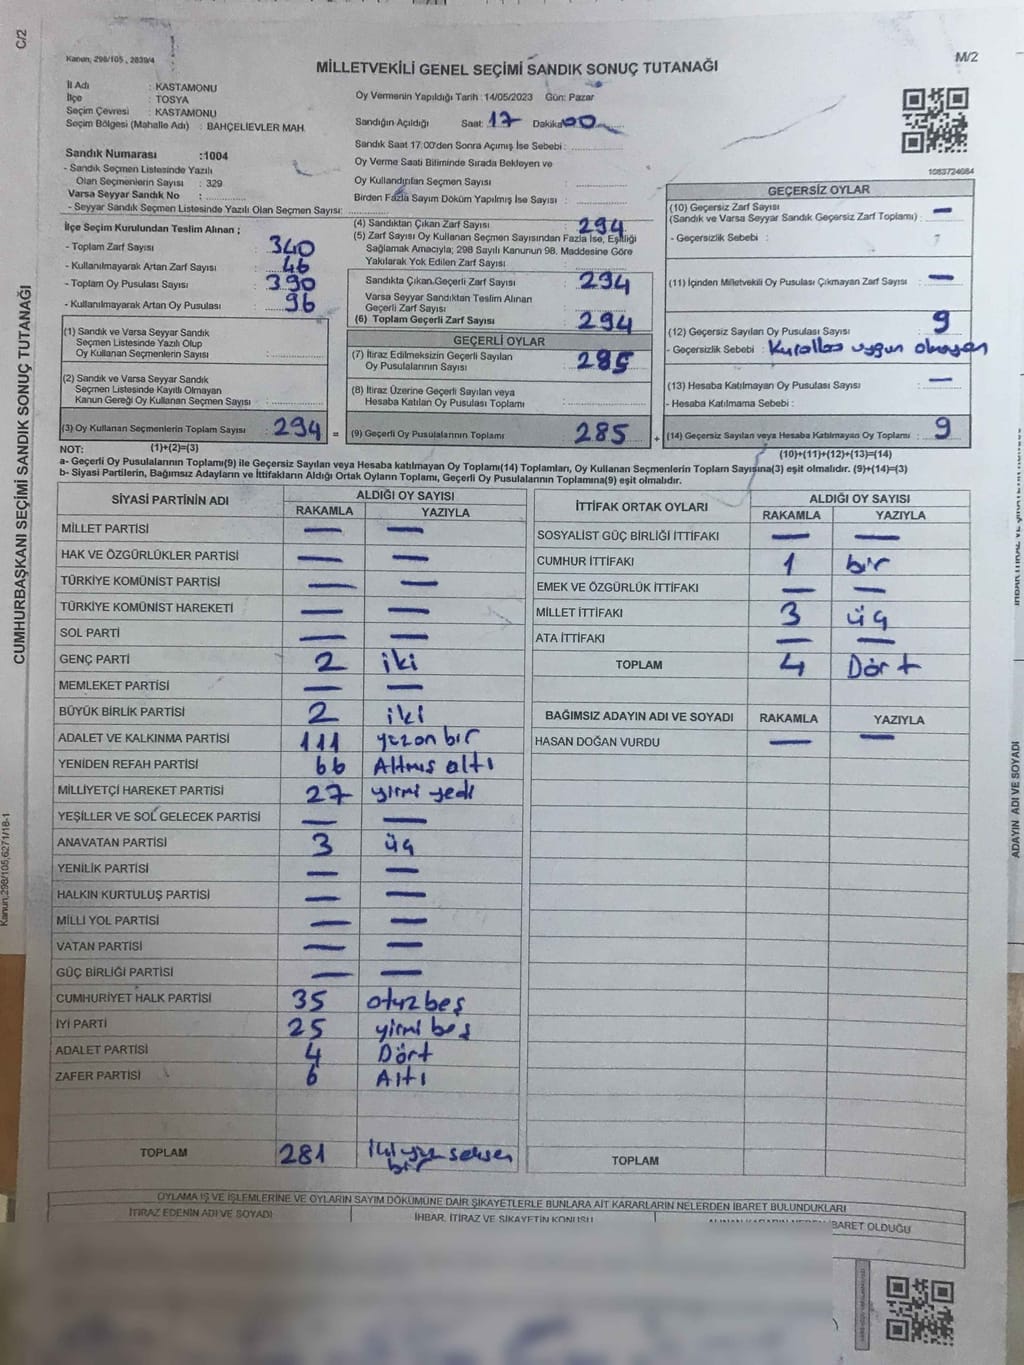 C/2
M/2
Kanun, 298/105, 2839/4
MİLLETVEKİLİ GENEL SEÇİMİ SANDIK SONUÇ TUTANAĞI
İl Adı : KASTAMONU
İlçe : TOSYA
Seçim Çevresi : KASTAMONU
Seçim Bölgesi (Mahalle Adı) : BAHÇELİEVLER MAH.
Sandık Numarası :1004
- Sandık Seçmen Listesinde Yazılı
Olan Seçmenlerin Sayısı : 329
Varsa Seyyar Sandık No :
- Seyyar Sandık Seçmen Listesinde Yazılı Olan Seçmen Sayısı:
Oy Vermenin Yapıldığı Tarih :14/05/2023 Gün: Pazar
Sandığın Açıldığı Saat: 17 Dakika 00
Sandık Saat 17:00'den Sonra Açımış İse Sebebi :
Oy Verme Saati Bitiminde Sırada Bekleyen ve
Oy Kullandırılan Seçmen Sayısı :
Birden Fazla Sayım Döküm Yapılmış İse Sayısı :
1083724084
İlçe Seçim Kurulundan Teslim Alınan ;
- Toplam Zarf Sayısı : 340
- Kullanılmayarak Artan Zarf Sayısı : 46
- Toplam Oy Pusulası Sayısı : 390
- Kullanılmayarak Artan Oy Pusulası : 96
(1) Sandık ve Varsa Seyyar Sandık
Seçmen Listesinde Yazılı Olup
Oy Kullanan Seçmenlerin Sayısı :
(2) Sandık ve Varsa Seyyar Sandık
Seçmen Listesinde Kayıtlı Olmayan
Kanun Gereği Oy Kullanan Seçmen Sayısı :
(3) Oy Kullanan Seçmenlerin Toplam Sayısı : 294 =
(4) Sandıktan Çıkan Zarf Sayısı : 294
(5) Zarf Sayısı Oy Kullanan Seçmen Sayısından Fazla İse, Eşitliği
Sağlamak Amacıyla; 298 Sayılı Kanunun 98. Maddesine Göre
Yakılarak Yok Edilen Zarf Sayısı :
Sandıkta Çıkan Geçerli Zarf Sayısı : 294
Varsa Seyyar Sandıktan Teslim Alınan
Geçerli Zarf Sayısı :
(6) Toplam Geçerli Zarf Sayısı : 294
GEÇERLİ OYLAR
(7) İtiraz Edilmeksizin Geçerli Sayılan
Oy Pusulalarının Sayısı : 285
(8) İtiraz Üzerine Geçerli Sayılan veya
Hesaba Katılan Oy Pusulası Toplamı :
(9) Geçerli Oy Pusulalarının Toplamı : 285 +
GEÇERSİZ OYLAR
(10) Geçersiz Zarf Sayısı
(Sandık ve Varsa Seyyar Sandık Geçersiz Zarf Toplamı) : —
- Geçersizlik Sebebi :
(11) İçinden Milletvekili Oy Pusulası Çıkmayan Zarf Sayısı : —
(12) Geçersiz Sayılan Oy Pusulası Sayısı : 9
- Geçersizlik Sebebi : Kurallara uygun olmayan
(13) Hesaba Katılmayan Oy Pusulası Sayısı : —
- Hesaba Katılmama Sebebi :
(14) Geçersiz Sayılan veya Hesaba Katılmayan Oy Toplamı : 9
NOT: (1)+(2)=(3) (10)+(11)+(12)+(13)=(14)
a- Geçerli Oy Pusulalarının Toplamı(9) ile Geçersiz Sayılan veya Hesaba katılmayan Oy Toplamı(14) Toplamları, Oy Kullanan Seçmenlerin Toplam Sayısına(3) eşit olmalıdır. (9)+(14)=(3)
b- Siyasi Partilerin, Bağımsız Adayların ve İttifakların Aldığı Ortak Oyların Toplamı, Geçerli Oy Pusulalarının Toplamına(9) eşit olmalıdır.
SİYASİ PARTİNİN ADI ALDIĞI OY SAYISI
RAKAMLA YAZIYLA
MİLLET PARTİSİ — —
HAK VE ÖZGÜRLÜKLER PARTİSİ — —
TÜRKİYE KOMÜNİST PARTİSİ — —
TÜRKİYE KOMÜNİST HAREKETİ — —
SOL PARTİ — —
GENÇ PARTİ 2 iki
MEMLEKET PARTİSİ — —
BÜYÜK BİRLİK PARTİSİ 2 iki
ADALET VE KALKINMA PARTİSİ 111 yüzon bir
YENİDEN REFAH PARTİSİ 66 Altmış altı
MİLLİYETÇİ HAREKET PARTİSİ 27 yirmi yedi
YEŞİLLER VE SOL GELECEK PARTİSİ — —
ANAVATAN PARTİSİ 3 üç
YENİLİK PARTİSİ — —
HALKIN KURTULUŞ PARTİSİ — —
MİLLİ YOL PARTİSİ — —
VATAN PARTİSİ — —
GÜÇ BİRLİĞİ PARTİSİ — —
CUMHURİYET HALK PARTİSİ 35 otuz beş
İYİ PARTİ 25 yirmi beş
ADALET PARTİSİ 4 Dört
ZAFER PARTİSİ 6 Altı
TOPLAM 281 İki yüz seksen
bir
İTTİFAK ORTAK OYLARI ALDIĞI OY SAYISI
RAKAMLA YAZIYLA
SOSYALİST GÜÇ BİRLİĞİ İTTİFAKI — —
CUMHUR İTTİFAKI 1 bir
EMEK VE ÖZGÜRLÜK İTTİFAKI — —
MİLLET İTTİFAKI 3 üç
ATA İTTİFAKI — —
TOPLAM 4 Dört
BAĞIMSIZ ADAYIN ADI VE SOYADI RAKAMLA YAZIYLA
HASAN DOĞAN VURDU — —
TOPLAM
OYLAMA İŞ VE İŞLEMLERİNE VE OYLARIN SAYIM DÖKÜMÜNE DAİR ŞİKAYETLERLE BUNLARA AİT KARARLARIN NELERDEN İBARET BULUNDUKLARI
İTİRAZ EDENİN ADI VE SOYADI
İHBAR, İTİRAZ VE ŞİKAYETİN KONUSU
İBARET OLDUĞU
CUMHURBAŞKANI SEÇİMİ SANDIK SONUÇ TUTANAĞI
Kanun,298/105,6271/18-1
ADAYIN ADI VE SOYADI